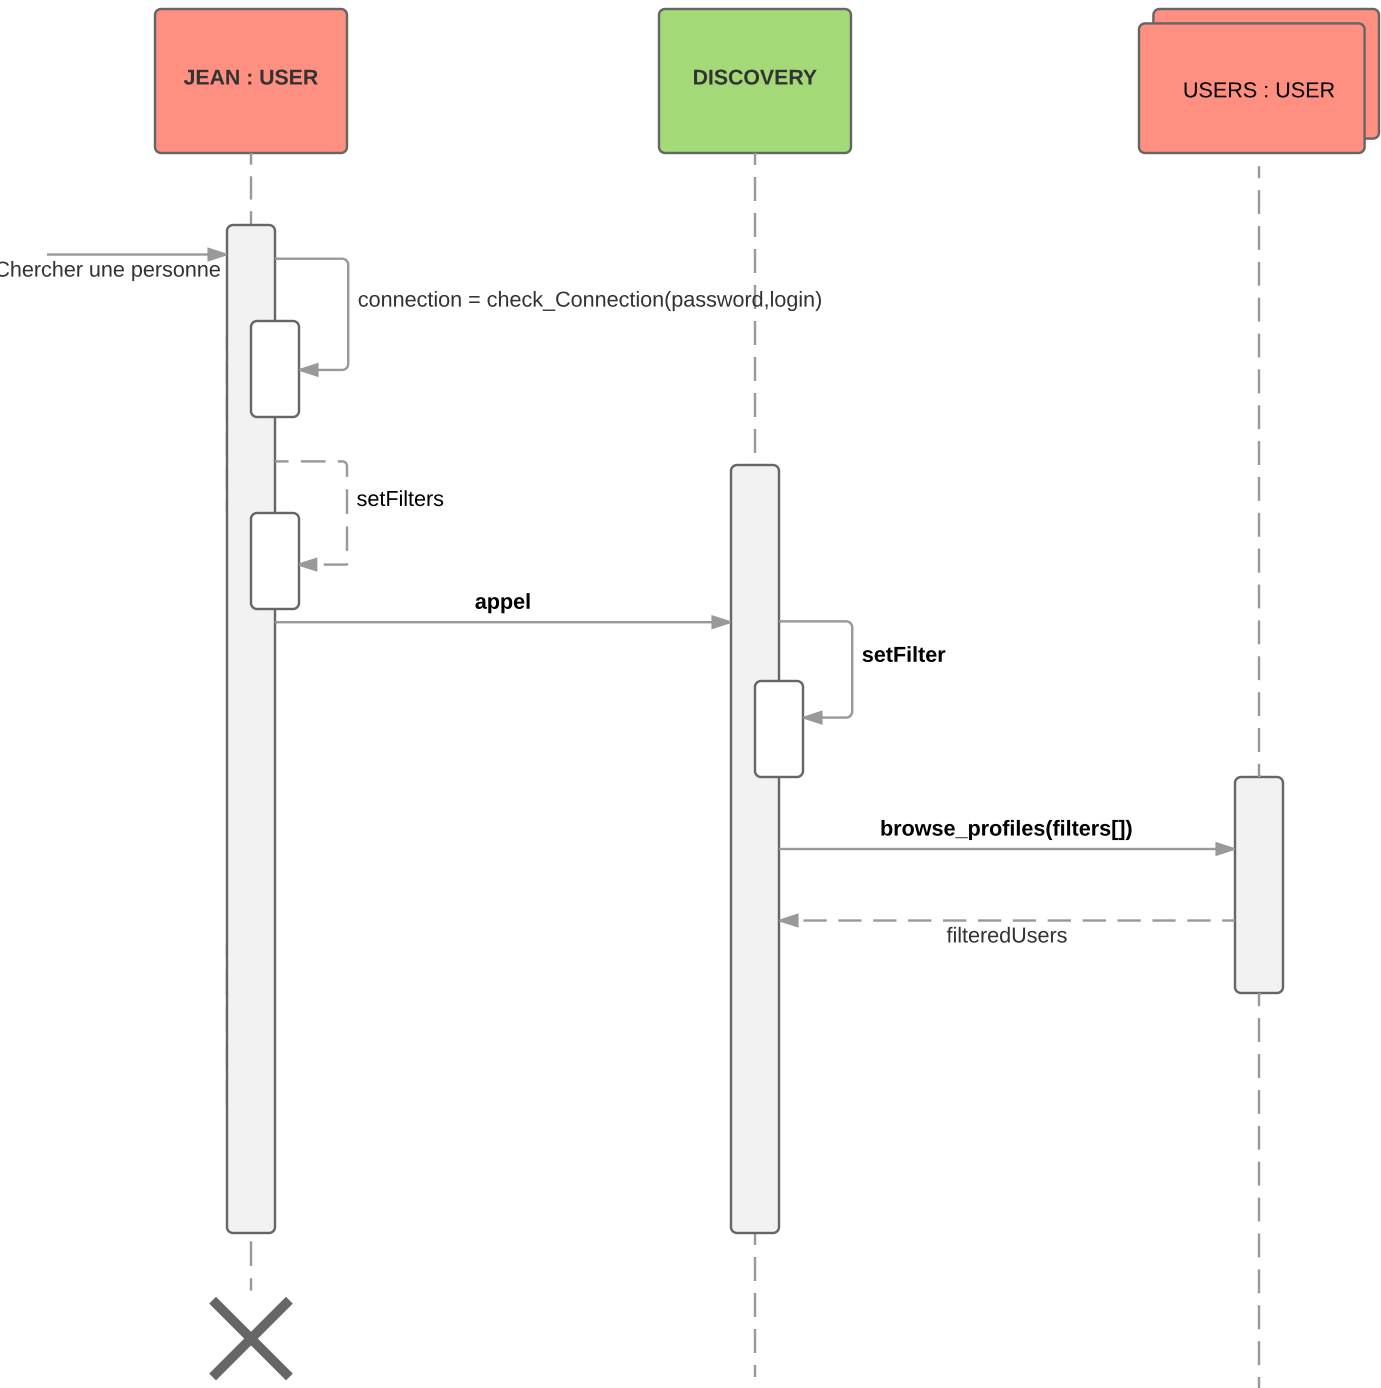 JEAN : USER
DISCOVERY
USERS : USER
Chercher une personne
connection = check_Connection(password,login)
setFilters
appel
setFilter
browse_profiles(filters[])
filteredUsers